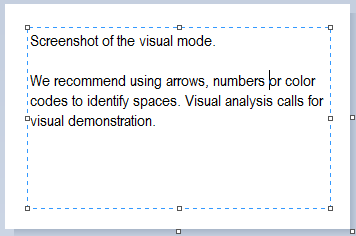 Screenshot of the visual mode.
We recommend using arrows, numbers or color
codes to identify spaces. Visual analysis calls for
visual demonstration.